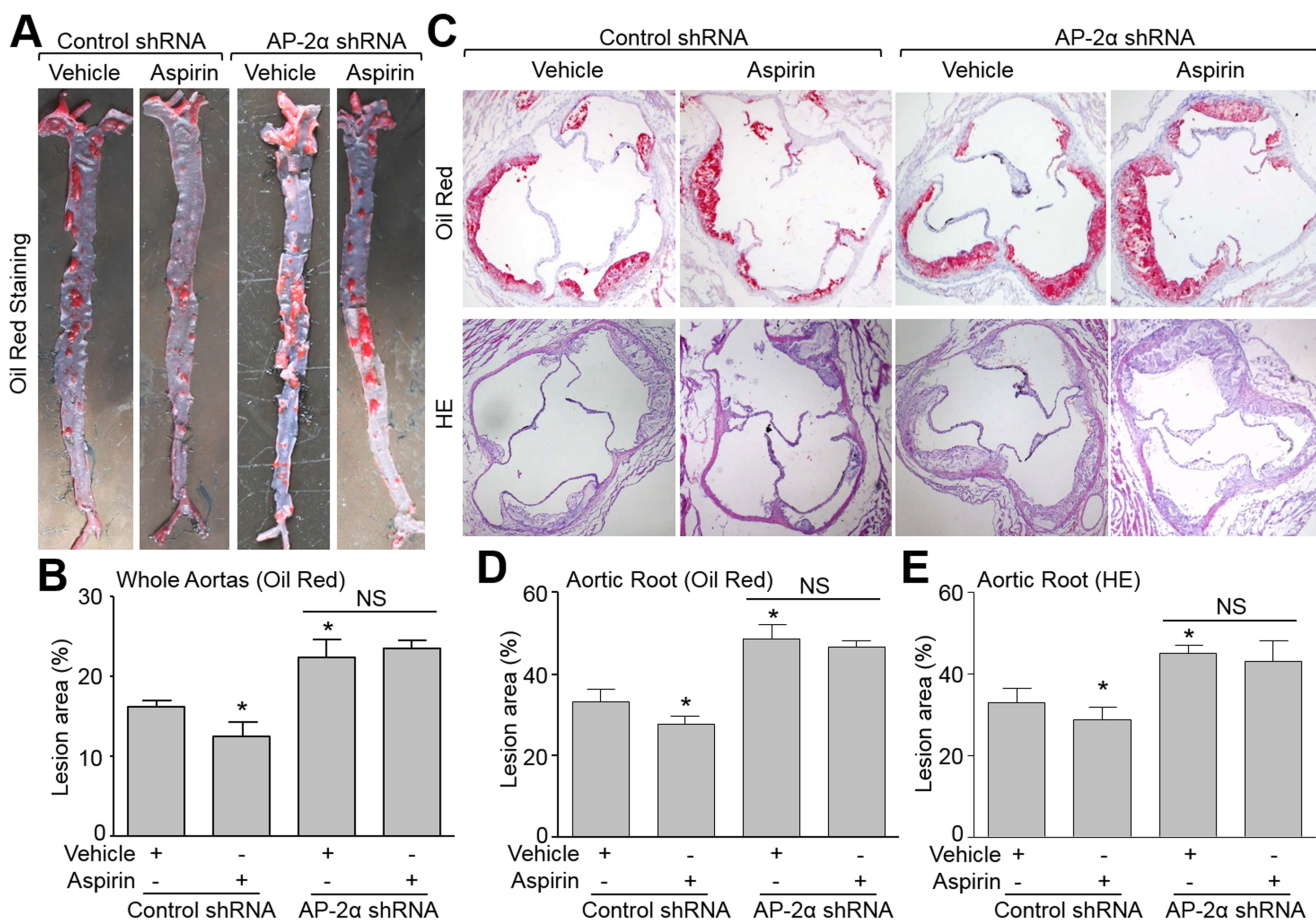 A
Control shRNA AP-2α shRNA
Vehicle Aspirin Vehicle Aspirin
Oil Red Staining
C
Control shRNA AP-2α shRNA
Vehicle Aspirin Vehicle Aspirin
Oil Red
HE
B
Whole Aortas (Oil Red)
Lesion area (%)
30
20
10
0
* * NS
Vehicle + - + -
Aspirin - + - +
Control shRNA AP-2α shRNA
D
Aortic Root (Oil Red)
Lesion area (%)
60
40
20
0
* * NS
Vehicle + - + -
Aspirin - + - +
Control shRNA AP-2α shRNA
E
Aortic Root (HE)
Lesion area (%)
60
40
20
0
* * NS
Vehicle + - + -
Aspirin - + - +
Control shRNA AP-2α shRNA